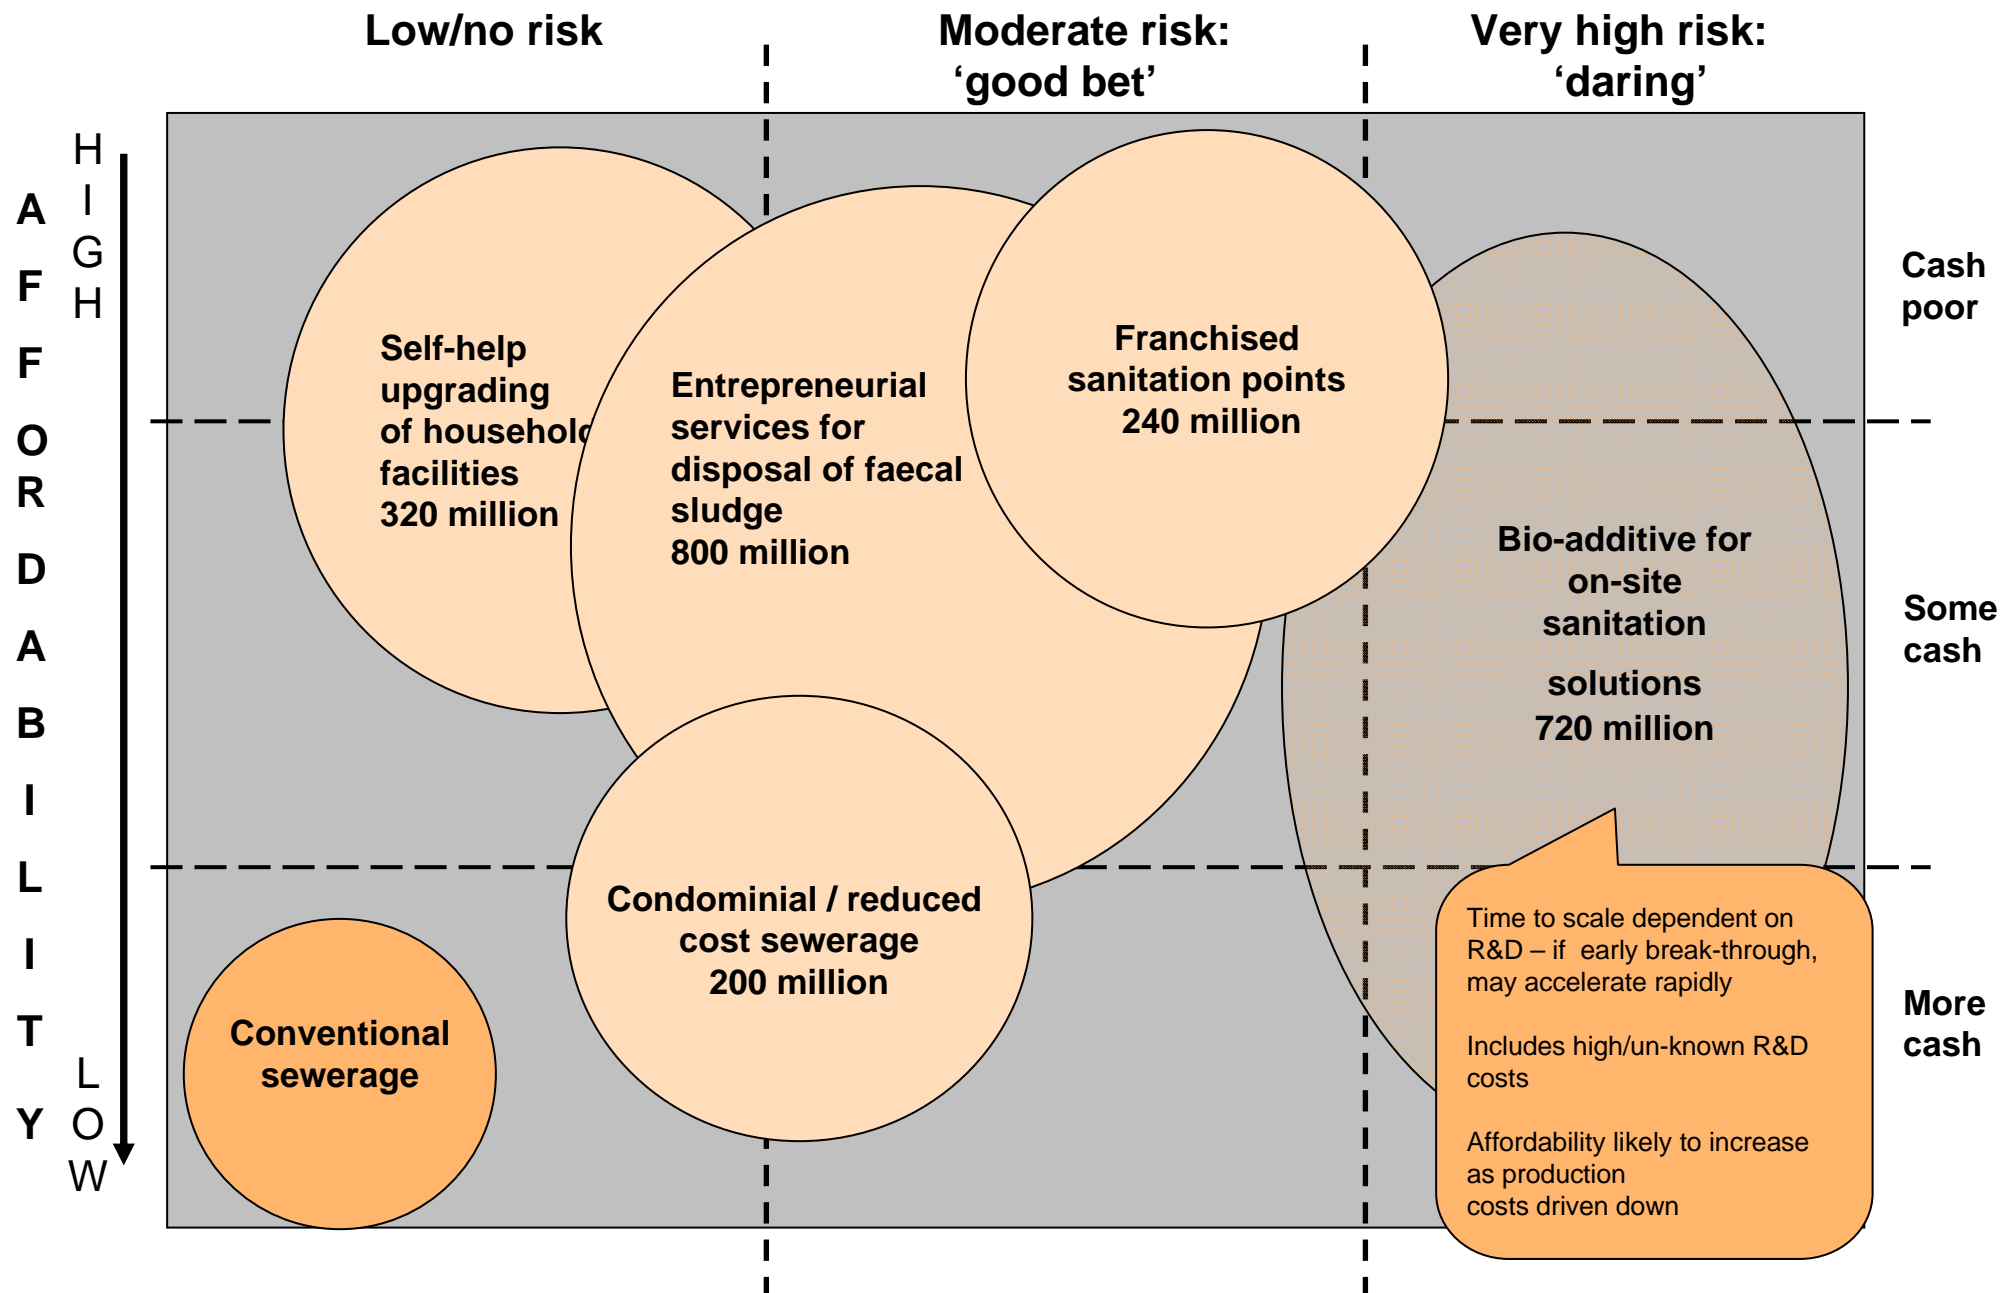 Low/no risk
Moderate risk:
‘good bet’
Very high risk:
‘daring’
AFFORDABILITY
HIGH
LOW
Cash
poor
Some
cash
More
cash
Self-help
upgrading
of household
facilities
320 million
Entrepreneurial
services for
disposal of faecal
sludge
800 million
Franchised
sanitation points
240 million
Bio-additive for
on-site
sanitation
solutions
720 million
Condominial / reduced
cost sewerage
200 million
Conventional
sewerage
Time to scale dependent on
R&D – if early break-through,
may accelerate rapidly
Includes high/un-known R&D
costs
Affordability likely to increase
as production
costs driven down